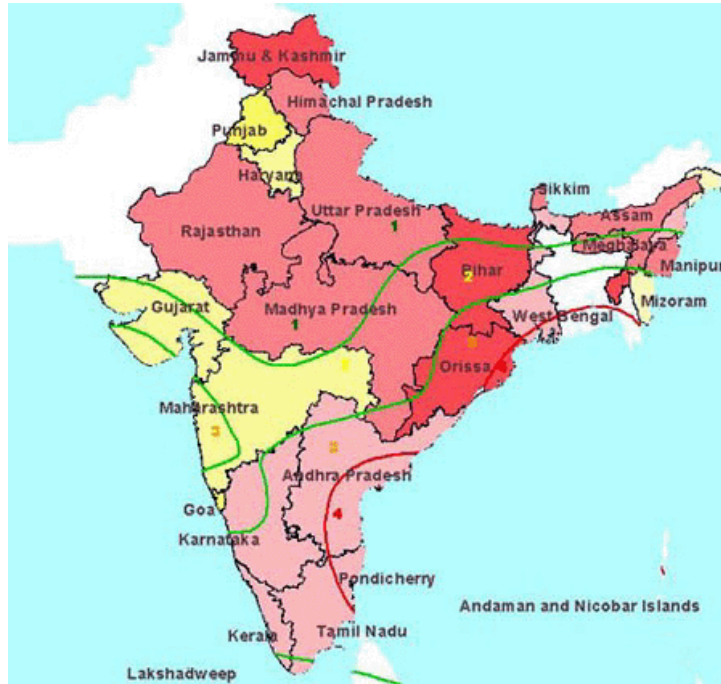 Jammu & Kashmir
Himachal Pradesh
Punjab
Haryana
Sikkim
Uttar Pradesh
Assam
1
Rajasthan
Meghalaya
Manipur
Bihar
2
Gujarat
Madhya Pradesh
Mizoram
West Bengal
1
3
Orissa
4
Maharashtra
3
Andhra Pradesh
Goa
4
Karnataka
Pondicherry
Andaman and Nicobar Islands
Kerala
Tamil Nadu
Lakshadweep